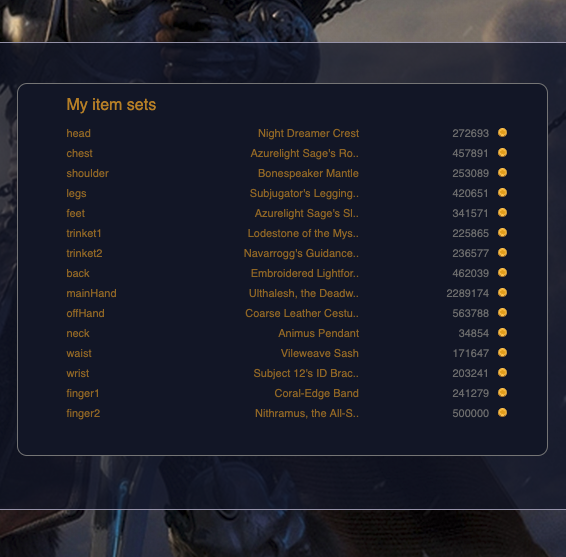 My item sets
head Night Dreamer Crest 272693
chest Azurelight Sage's Ro.. 457891
shoulder Bonespeaker Mantle 253089
legs Subjugator's Legging.. 420651
feet Azurelight Sage's Sl.. 341571
trinket1 Lodestone of the Mys.. 225865
trinket2 Navarrogg's Guidance.. 236577
back Embroidered Lightfor.. 462039
mainHand Ulthalesh, the Deadw.. 2289174
offHand Coarse Leather Cestu.. 563788
neck Animus Pendant 34854
waist Vileweave Sash 171647
wrist Subject 12's ID Brac.. 203241
finger1 Coral-Edge Band 241279
finger2 Nithramus, the All-S.. 500000